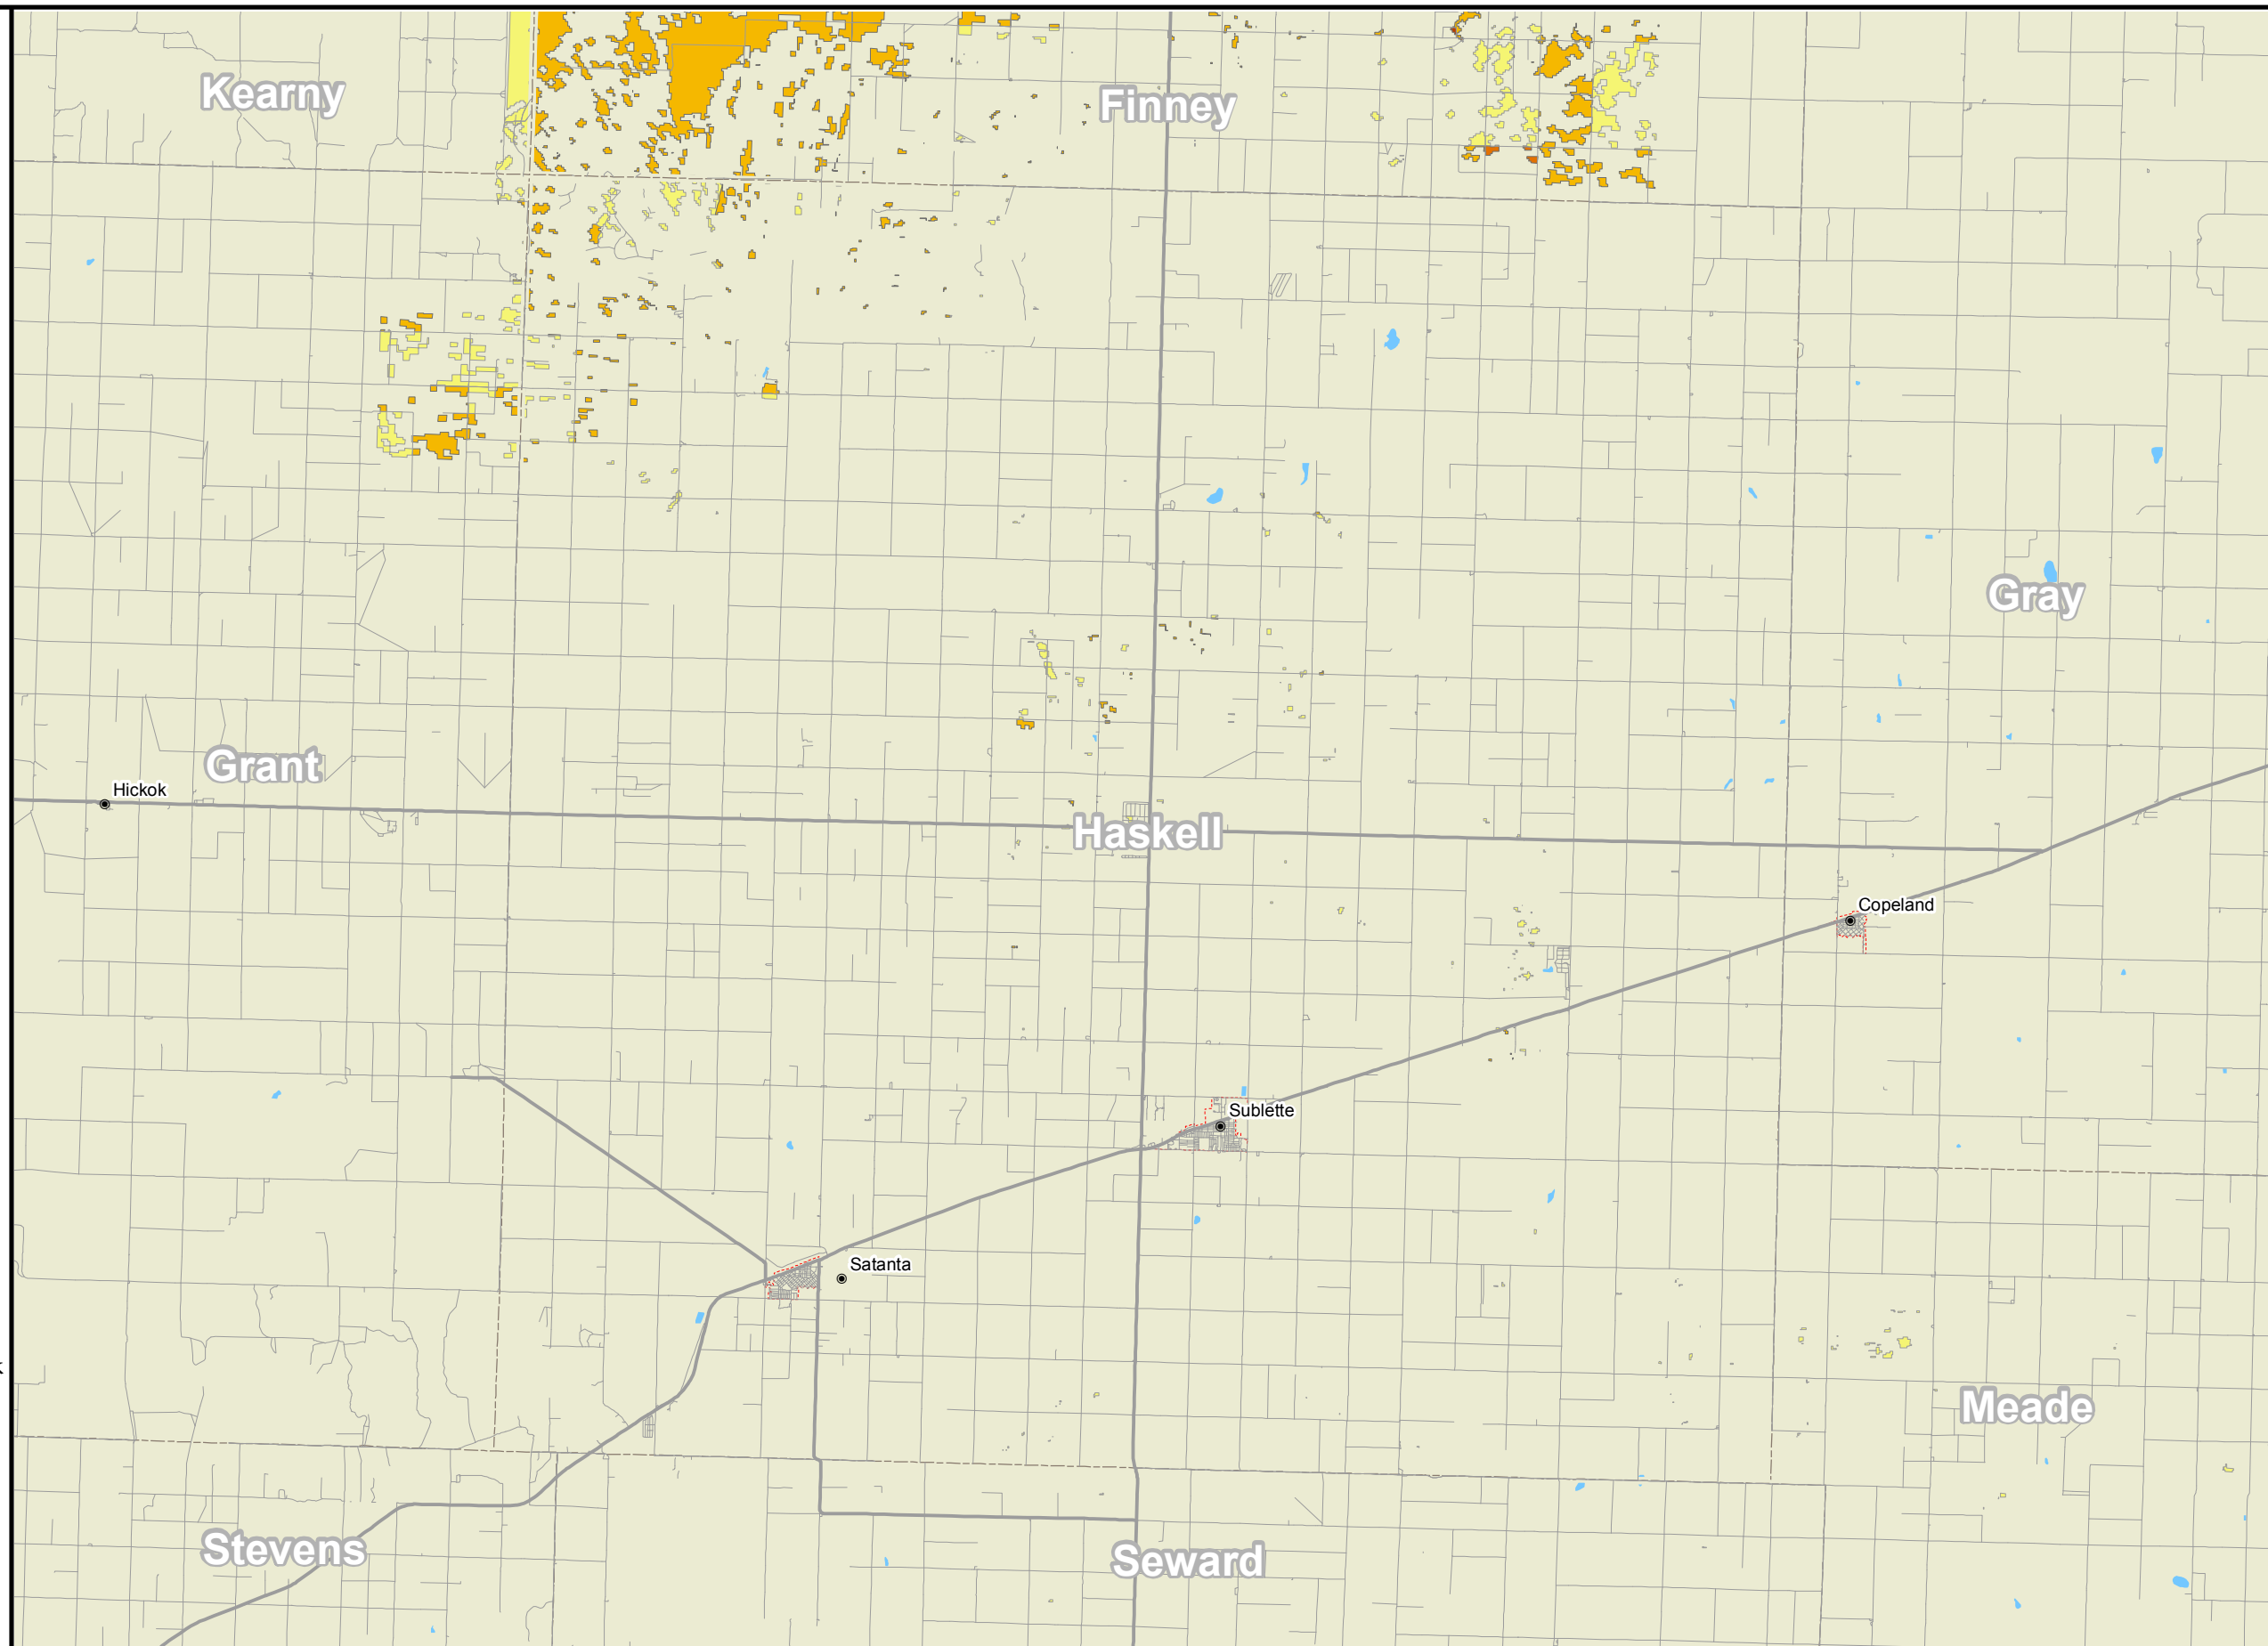 Kearny
Finney
Gray
Grant
Hickok
Haskell
Copeland
Sublette
Satanta
Meade
Stevens
Seward